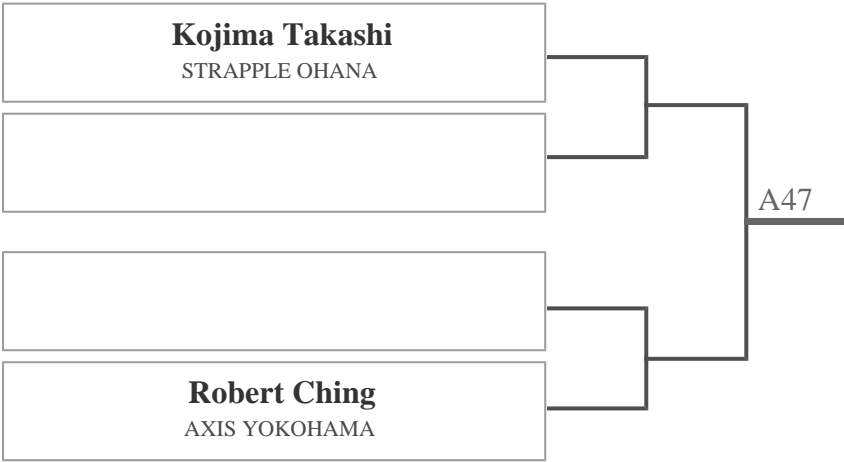 Kojima Takashi
STRAPPLE OHANA
A47
Robert Ching
AXIS YOKOHAMA